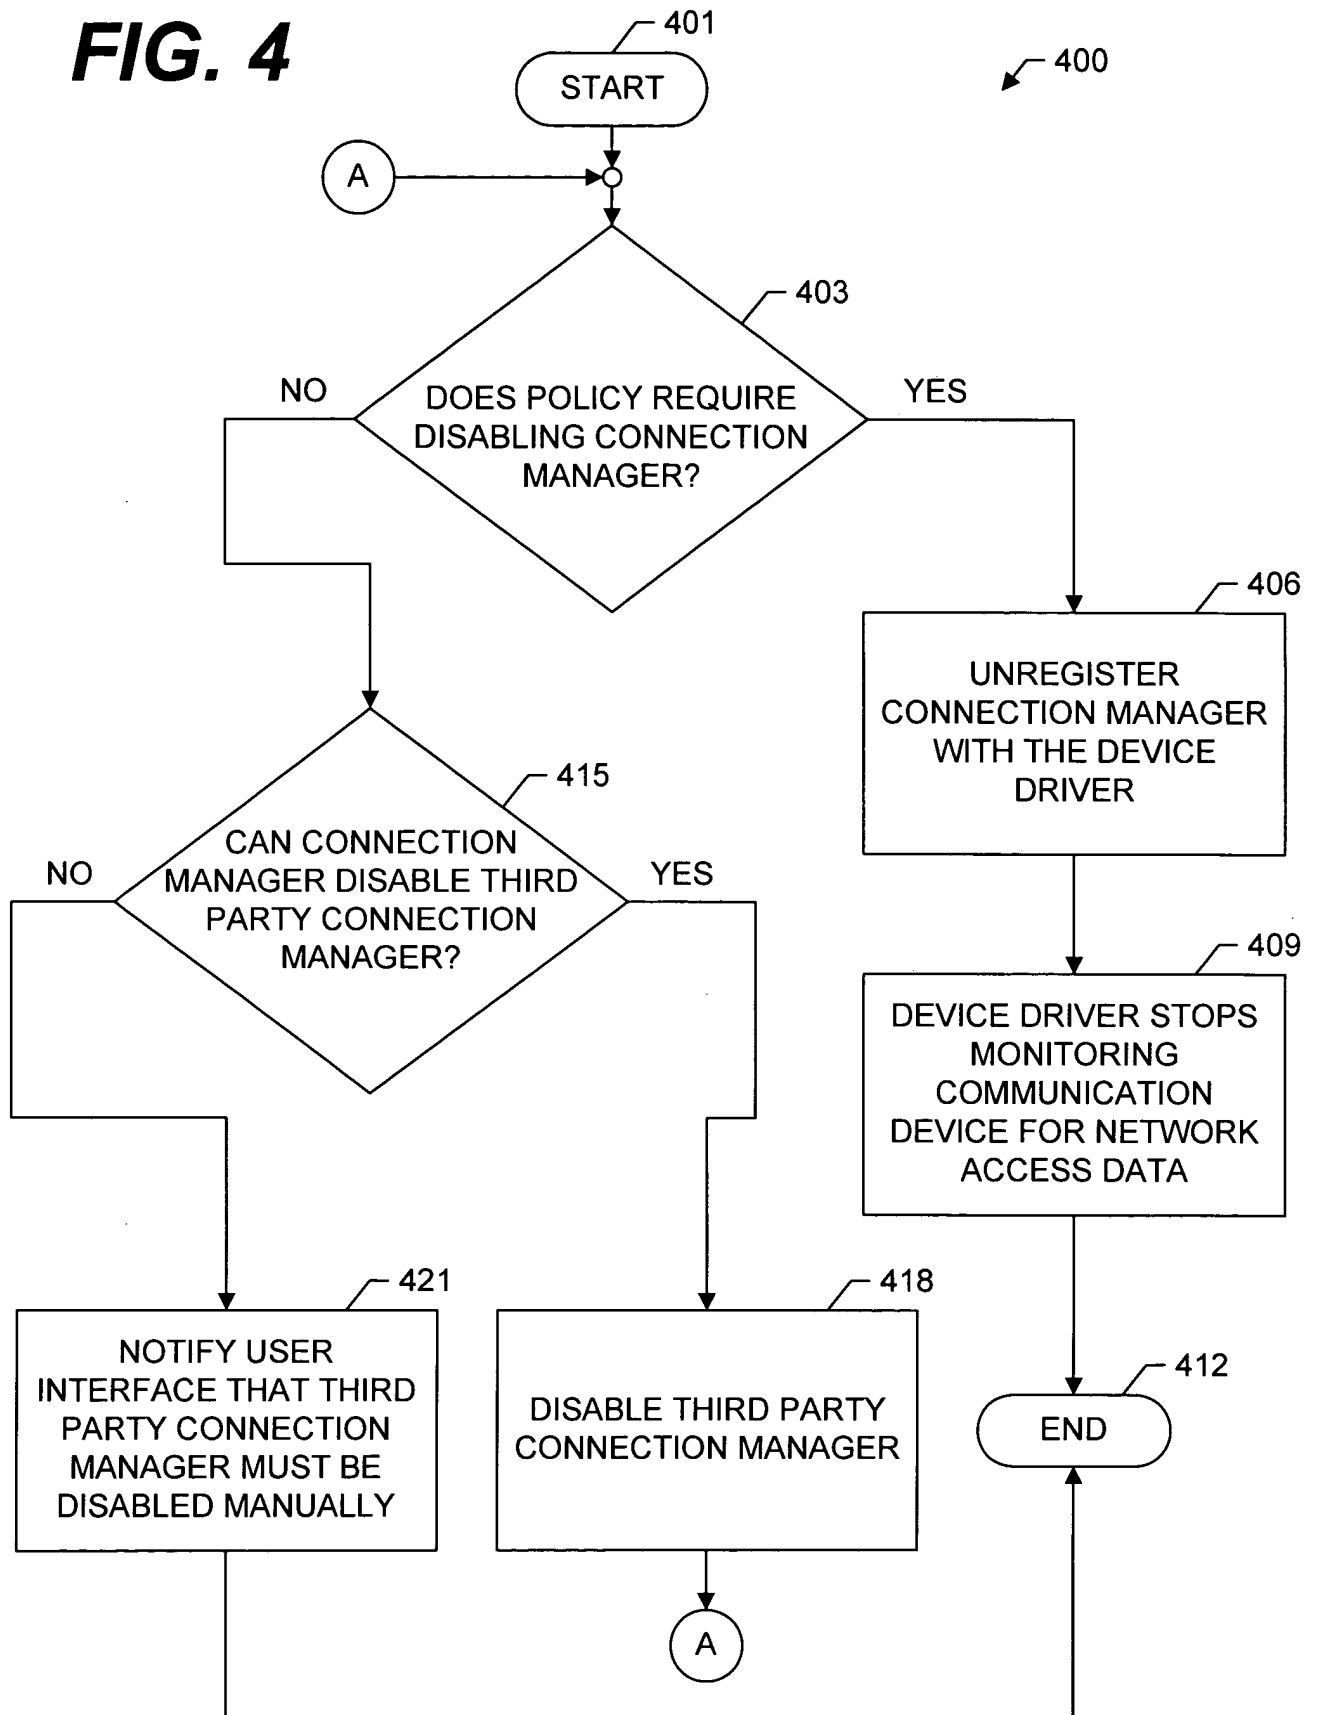 FIG. 4
401
START
400
A
403
NO
DOES POLICY REQUIRE
DISABLING CONNECTION
MANAGER?
YES
406
UNREGISTER
CONNECTION MANAGER
WITH THE DEVICE
DRIVER
415
CAN CONNECTION
MANAGER DISABLE THIRD
PARTY CONNECTION
MANAGER?
NO
YES
409
DEVICE DRIVER STOPS
MONITORING
COMMUNICATION
DEVICE FOR NETWORK
ACCESS DATA
421
NOTIFY USER
INTERFACE THAT THIRD
PARTY CONNECTION
MANAGER MUST BE
DISABLED MANUALLY
418
DISABLE THIRD PARTY
CONNECTION MANAGER
412
END
A